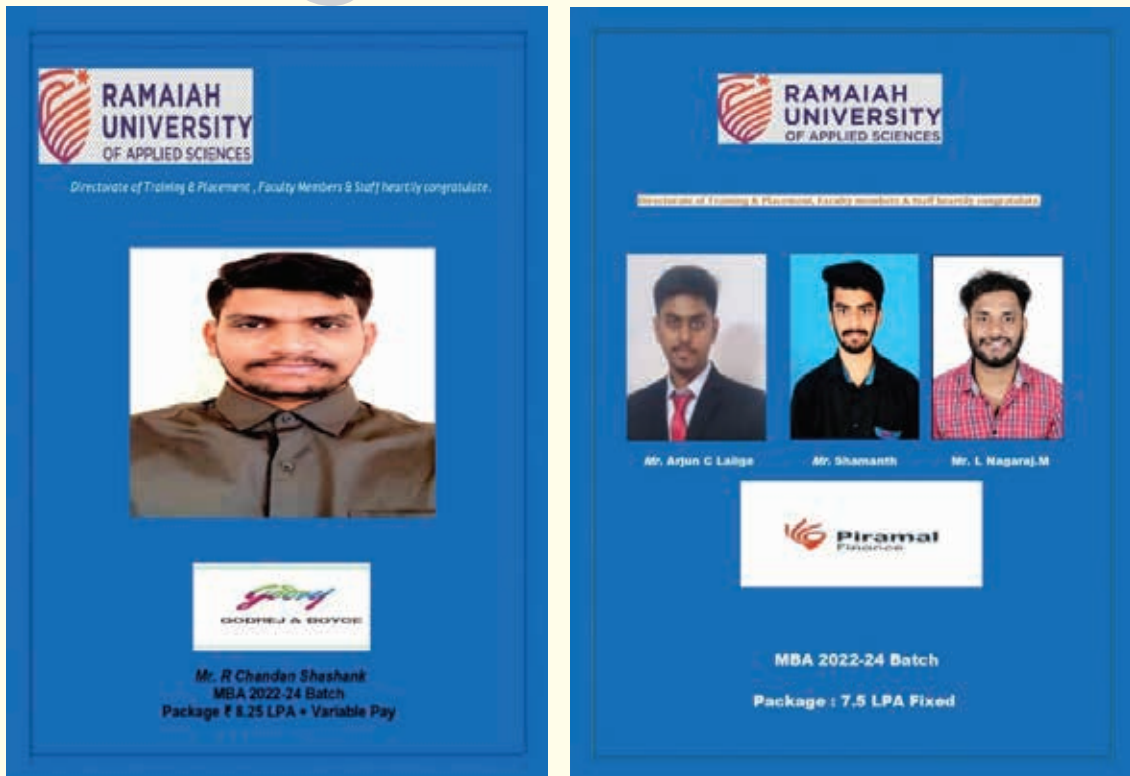 RAMAIAH
UNIVERSITY
OF APPLIED SCIENCES
Directorate of Training & Placement , Faculty Members & Staff heartily congratulate.
Godrej
GODREJ & BOYCE
Mr. R Chandan Shashank
MBA 2022-24 Batch
Package ₹ 8.25 LPA + Variable Pay
RAMAIAH
UNIVERSITY
OF APPLIED SCIENCES
Directorate of Training & Placement, Faculty members & Staff heartily congratulate.
Mr. Arjun C Lalige
Mr. Shamanth
Mr. L Nagaraj.M
Piramal
Finance
MBA 2022-24 Batch
Package : 7.5 LPA Fixed